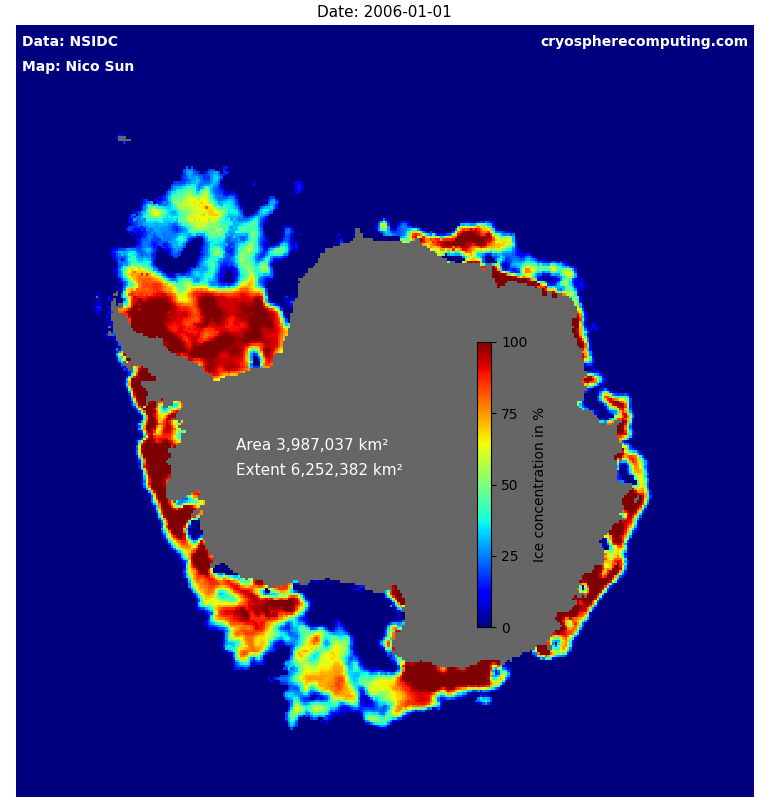 Date: 2006-01-01
Data: NSIDC
cryospherecomputing.com
Map: Nico Sun
100
75
50
25
0
Ice concentration in %
Area 3,987,037 km²
Extent 6,252,382 km²